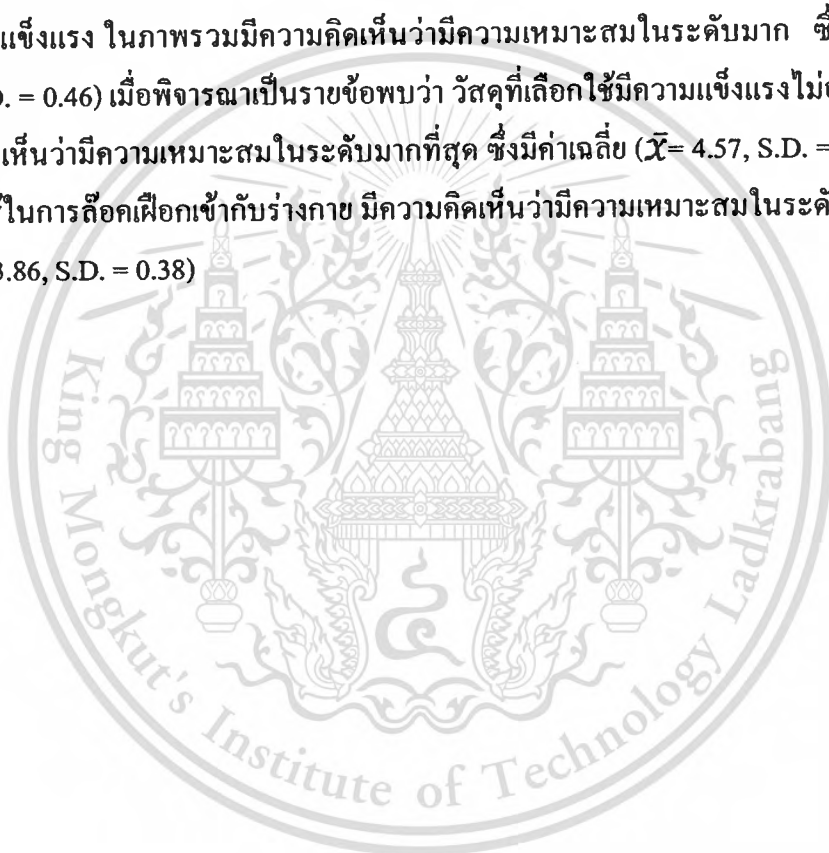 แข็งแรง ในภาพรวมมีความคิดเห็นว่ามีความเหมาะสมในระดับมาก ซึ่
. = 0.46) เมื่อพิจารณาเป็นรายข้อพบว่า วัสดุที่เลือกใช้มีความแข็งแรงไม่
เห็นว่ามีความเหมาะสมในระดับมากที่สุด ซึ่งมีค่าเฉลี่ย (x̄= 4.57, S.D. =
ในการล๊อคเฝือกเข้ากับร่างกาย มีความคิดเห็นว่ามีความเหมาะสมในระดั
.86, S.D. = 0.38)
King Mongkut's Institute of Technology Ladkrabang